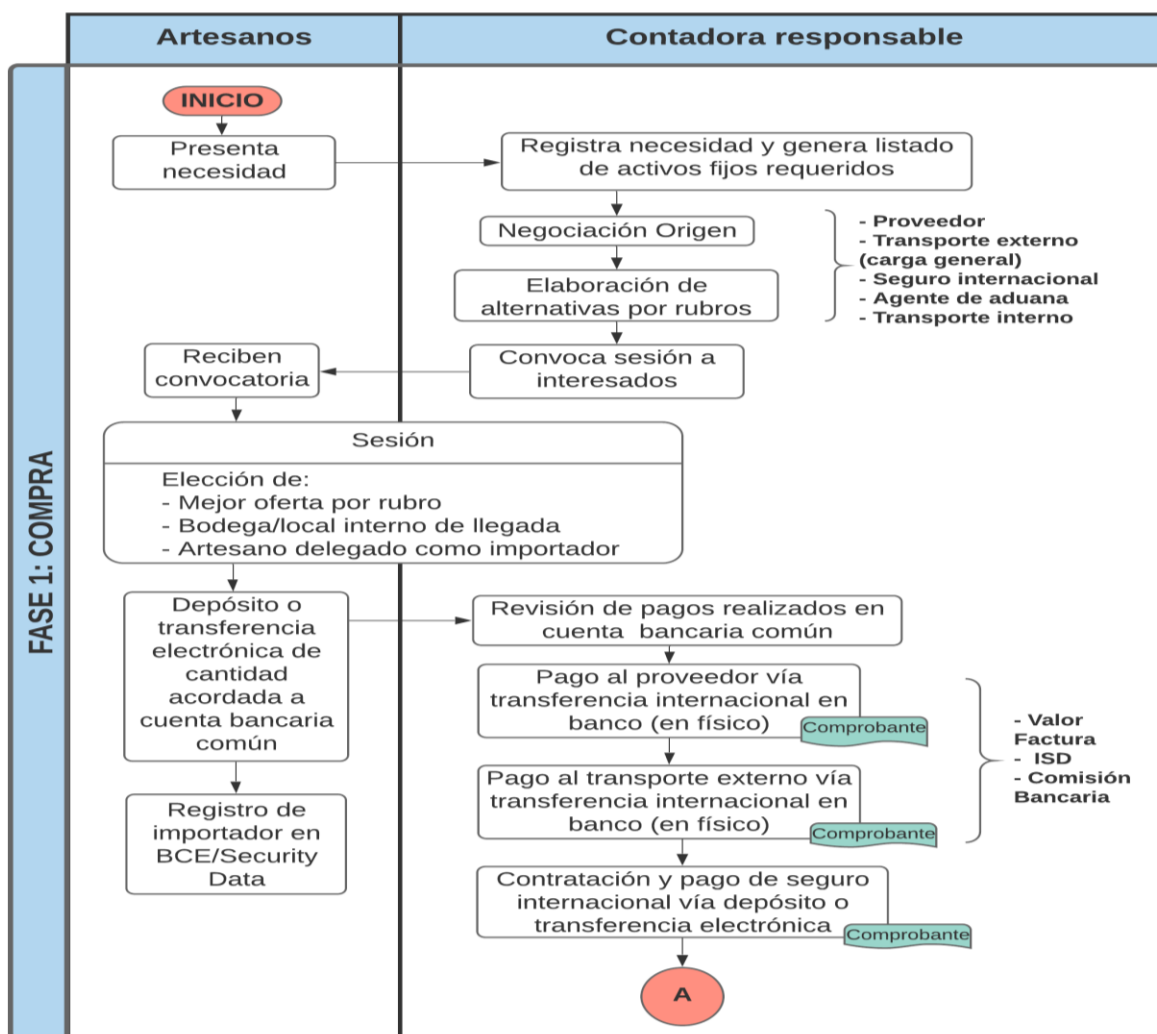 Artesanos
Contadora responsable
FASE 1: COMPRA
INICIO
Presenta
necesidad
Registra necesidad y genera listado
de activos fijos requeridos
Negociación Origen
Elaboración de
alternativas por rubros
- Proveedor
- Transporte externo
(carga general)
- Seguro internacional
- Agente de aduana
- Transporte interno
Convoca sesión a
interesados
Reciben
convocatoria
Sesión
Elección de:
- Mejor oferta por rubro
- Bodega/local interno de llegada
- Artesano delegado como importador
Depósito o
transferencia
electrónica de
cantidad
acordada a
cuenta bancaria
común
Revisión de pagos realizados en
cuenta bancaria común
Pago al proveedor vía
transferencia internacional en
banco (en físico)
Comprobante
Pago al transporte externo vía
transferencia internacional en
banco (en físico)
Comprobante
- Valor
Factura
- ISD
- Comisión
Bancaria
Registro de
importador en
BCE/Security
Data
Contratación y pago de seguro
internacional vía depósito o
transferencia electrónica
Comprobante
A